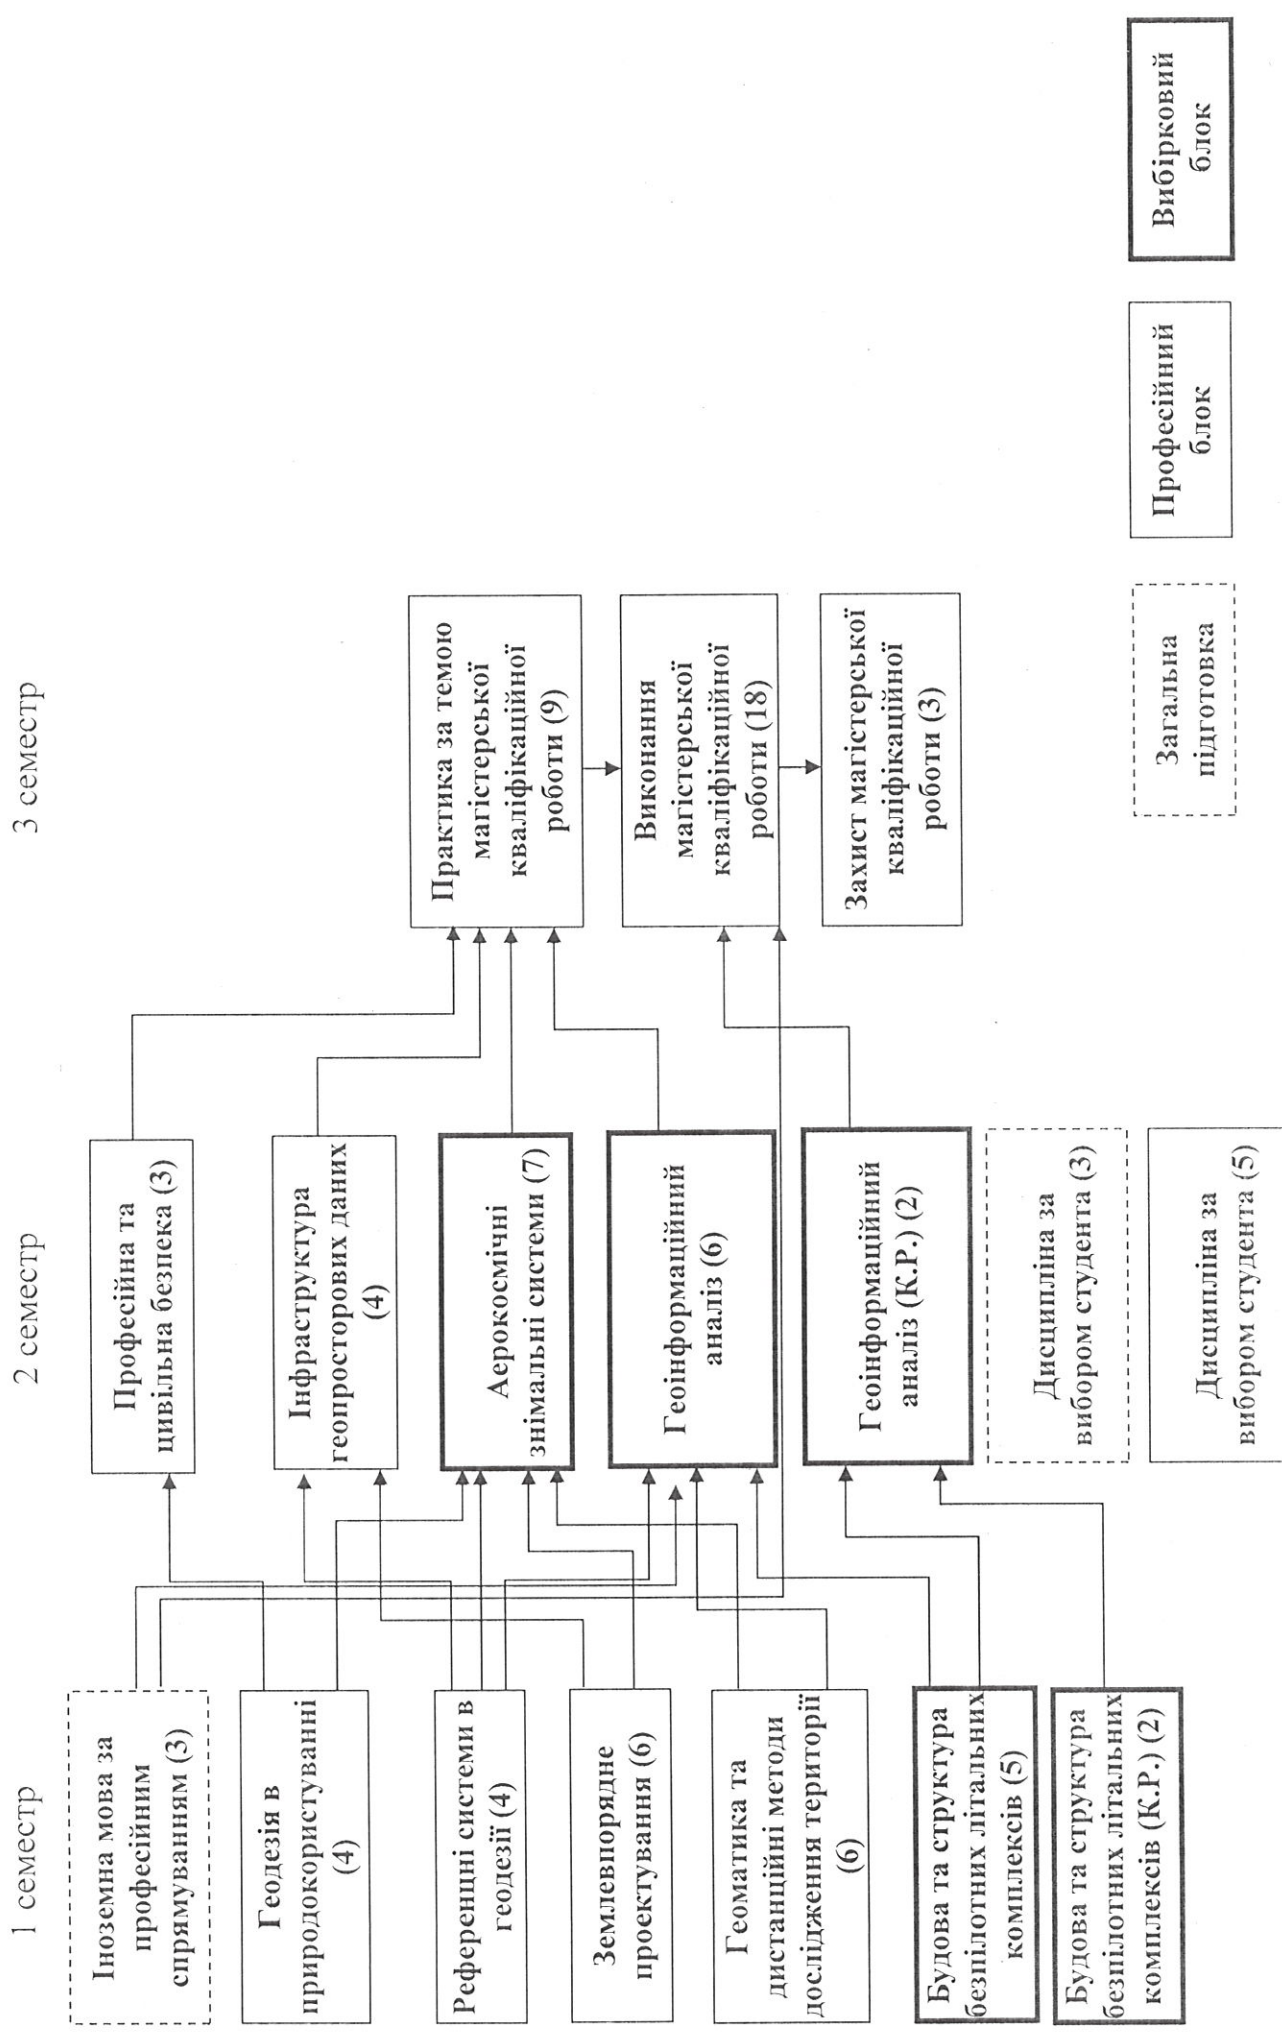 1 семестр
2 семестр
3 семестр
Іноземна мова за
професійним
спрямуванням (3)
Геодезія в
природокористуванні
(4)
Референці системи в
геодезії (4)
Землевпорядне
проектування (6)
Геоматика та
дистанційні методи
дослідження території
(6)
Будова та структура
безпілотних літальних
комплексів (5)
Будова та структура
безпілотних літальних
комплексів (К.Р.) (2)
Професійна та
цивільна безпека (3)
Інфраструктура
геопросторових даних
(4)
Аерокосмічні
знімальні системи (7)
Геоінформаційний
аналіз (6)
Геоінформаційний
аналіз (К.Р.) (2)
Дисципліна за
вибором студента (3)
Дисципліна за
вибором студента (5)
Практика за темою
магістерської
кваліфікаційної
роботи (9)
Виконання
магістерської
кваліфікаційної
роботи (18)
Захист магістерської
кваліфікаційної
роботи (3)
Загальна
підготовка
Професійний
блок
Вибірковий
блок